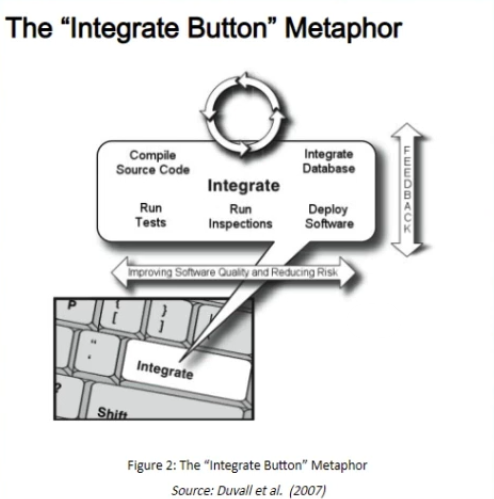 The “Integrate Button” Metaphor
Compile
Source Code
Integrate
Database
Integrate
Run
Tests
Run
Inspections
Deploy
Software
FEEDBACK
Improving Software Quality and Reducing Risk
P
{
[
}
]
|
"
'
Integrate
?
Shift
Figure 2: The “Integrate Button” Metaphor
Source: Duvall et al. (2007)